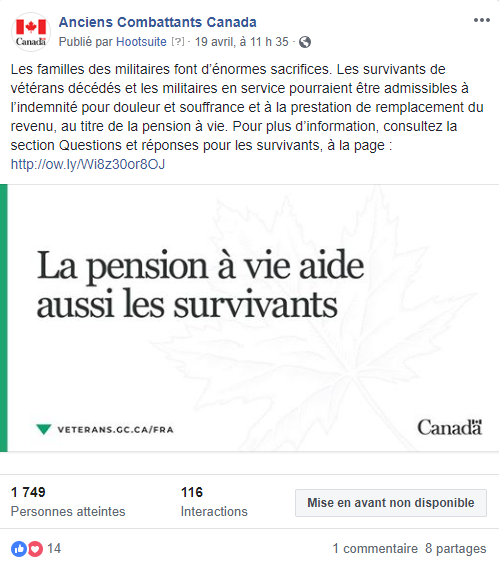 Anciens Combattants Canada
Canada
Publié par Hootsuite [?] · 19 avril, à 11 h 35 ·
Les familles des militaires font d'énormes sacrifices. Les survivants de
vétérans décédés et les militaires en service pourraient être admissibles à
l'indemnité pour douleur et souffrance et à la prestation de remplacement du
revenu, au titre de la pension à vie. Pour plus d'information, consultez la
section Questions et réponses pour les survivants, à la page :
http://ow.ly/Wi8z30or8OJ
La pension à vie aide
aussi les survivants
VETERANS.GC.CA/FRA
Canada
1 749
Personnes atteintes
116
Interactions
Mise en avant non disponible
14
1 commentaire 8 partages